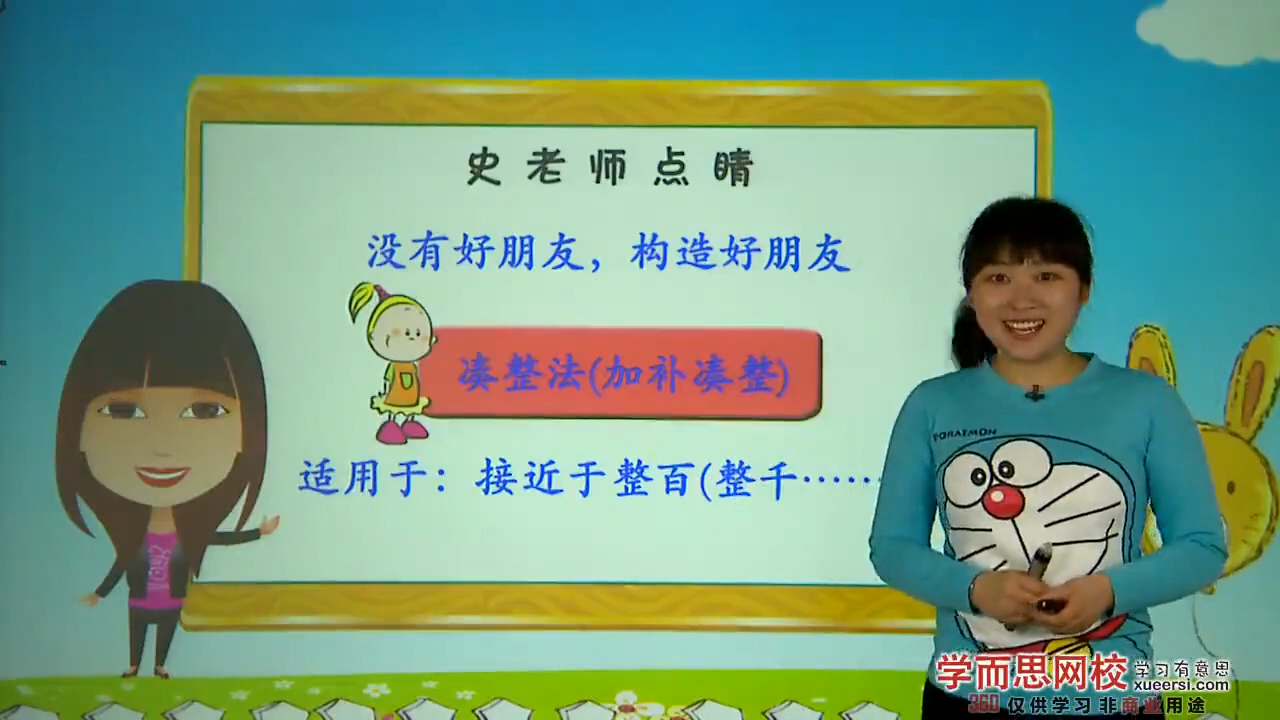 史老师点睛
没有好朋友，构造好朋友
凑整法(加补凑整)
适用于：接近于整百(整千……
DORAEMON
学而思网校 学习有意思
xueersi.com
360 仅供学习 非商业用途